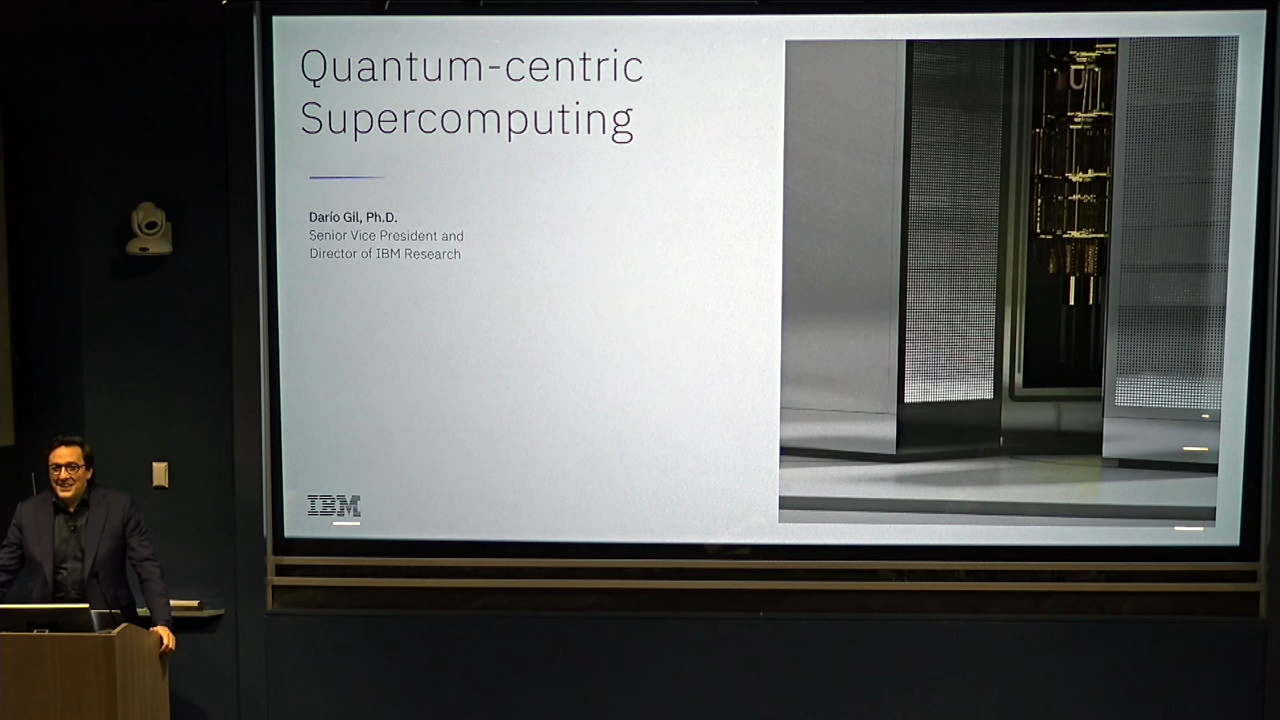 Quantum-centric
Supercomputing
Darío Gil, Ph.D.
Senior Vice President and
Director of IBM Research
IBM